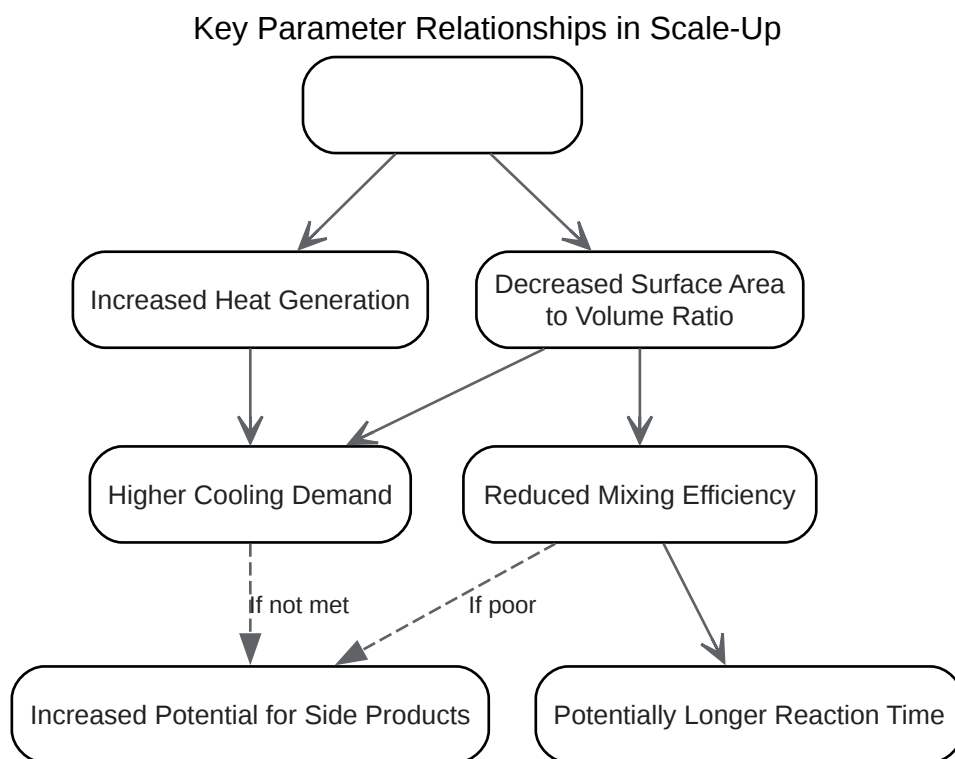 Key Parameter Relationships in Scale-Up
Increased Heat Generation
Decreased Surface Area
to Volume Ratio
Higher Cooling Demand
Reduced Mixing Efficiency
If not met
If poor
Increased Potential for Side Products
Potentially Longer Reaction Time